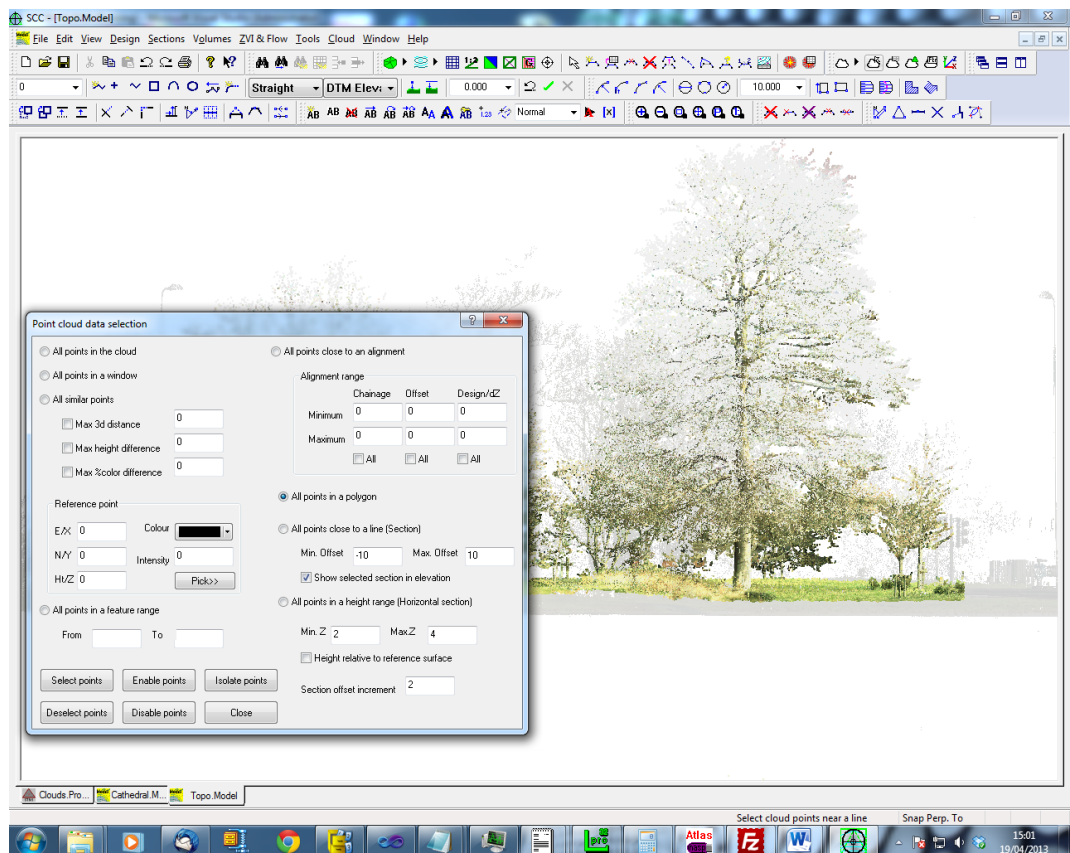 SCC - [Topo.Model]
File Edit View Design Sections Volumes ZVI & Flow Tools Cloud Window Help
0 Straight DTM Elev: 0.000 10.000
Normal
Point cloud data selection
All points in the cloud
All points in a window
All similar points
Max 3d distance 0
Max height difference 0
Max %color difference 0
Reference point
E/X 0 Colour
N/Y 0 Intensity 0
Ht/Z 0 Pick>>
All points in a feature range
From To
Select points Enable points Isolate points
Deselect points Disable points Close
All points close to an alignment
Alignment range
Chainage Offset Design/dZ
Minimum 0 0 0
Maximum 0 0 0
All All All
All points in a polygon
All points close to a line (Section)
Min. Offset -10 Max. Offset 10
Show selected section in elevation
All points in a height range (Horizontal section)
Min. Z 2 Max.Z 4
Height relative to reference surface
Section offset increment 2
Clouds.Pro... Cathedral.M... Topo.Model
Select cloud points near a line Snap Perp. To
Atlas
15:01
19/04/2013